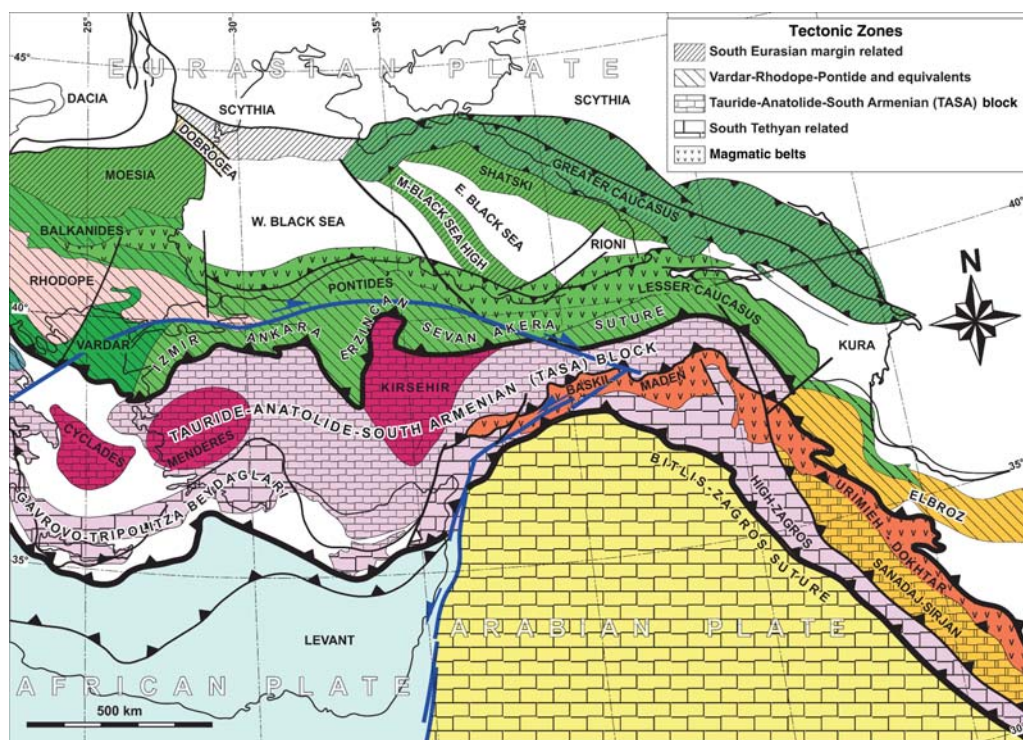 25°
30°
35°
40°
45°
EURASIAN PLATE
DACIA
SCYTHIA
SCYTHIA
Tectonic Zones
South Eurasian margin related
Vardar-Rhodope-Pontide and equivalents
Tauride-Anatolide-South Armenian (TASA) block
South Tethyan related
Magmatic belts
DOBROGEA
MOESIA
GREATER CAUCASUS
SHATSKI
M-BLACK SEA HIGH
E. BLACK SEA
W. BLACK SEA
RIONI
40°
BALKANIDES
RHODOPE
PONTIDES
LESSER CAUCASUS
N
40°
VARDAR
IZMIR ANKARA ERZINCAN SEVAN AKERA SUTURE
KURA
KIRSEHIR
TAURIDE-ANATOLIDE-SOUTH ARMENIAN (TASA) BLOCK
BASKIL
MADEN
CYCLADES
MENDERES
35°
GAVROVO-TRIPOLITZA BEYDAGLARI
BITLIS-ZAGROS SUTURE
HIGH-ZAGROS
URIMIEH-DOKHTAR
ELBROZ
SANADAJ-SIRJAN
35°
LEVANT
ARABIAN PLATE
AFRICAN PLATE
500 km
30°